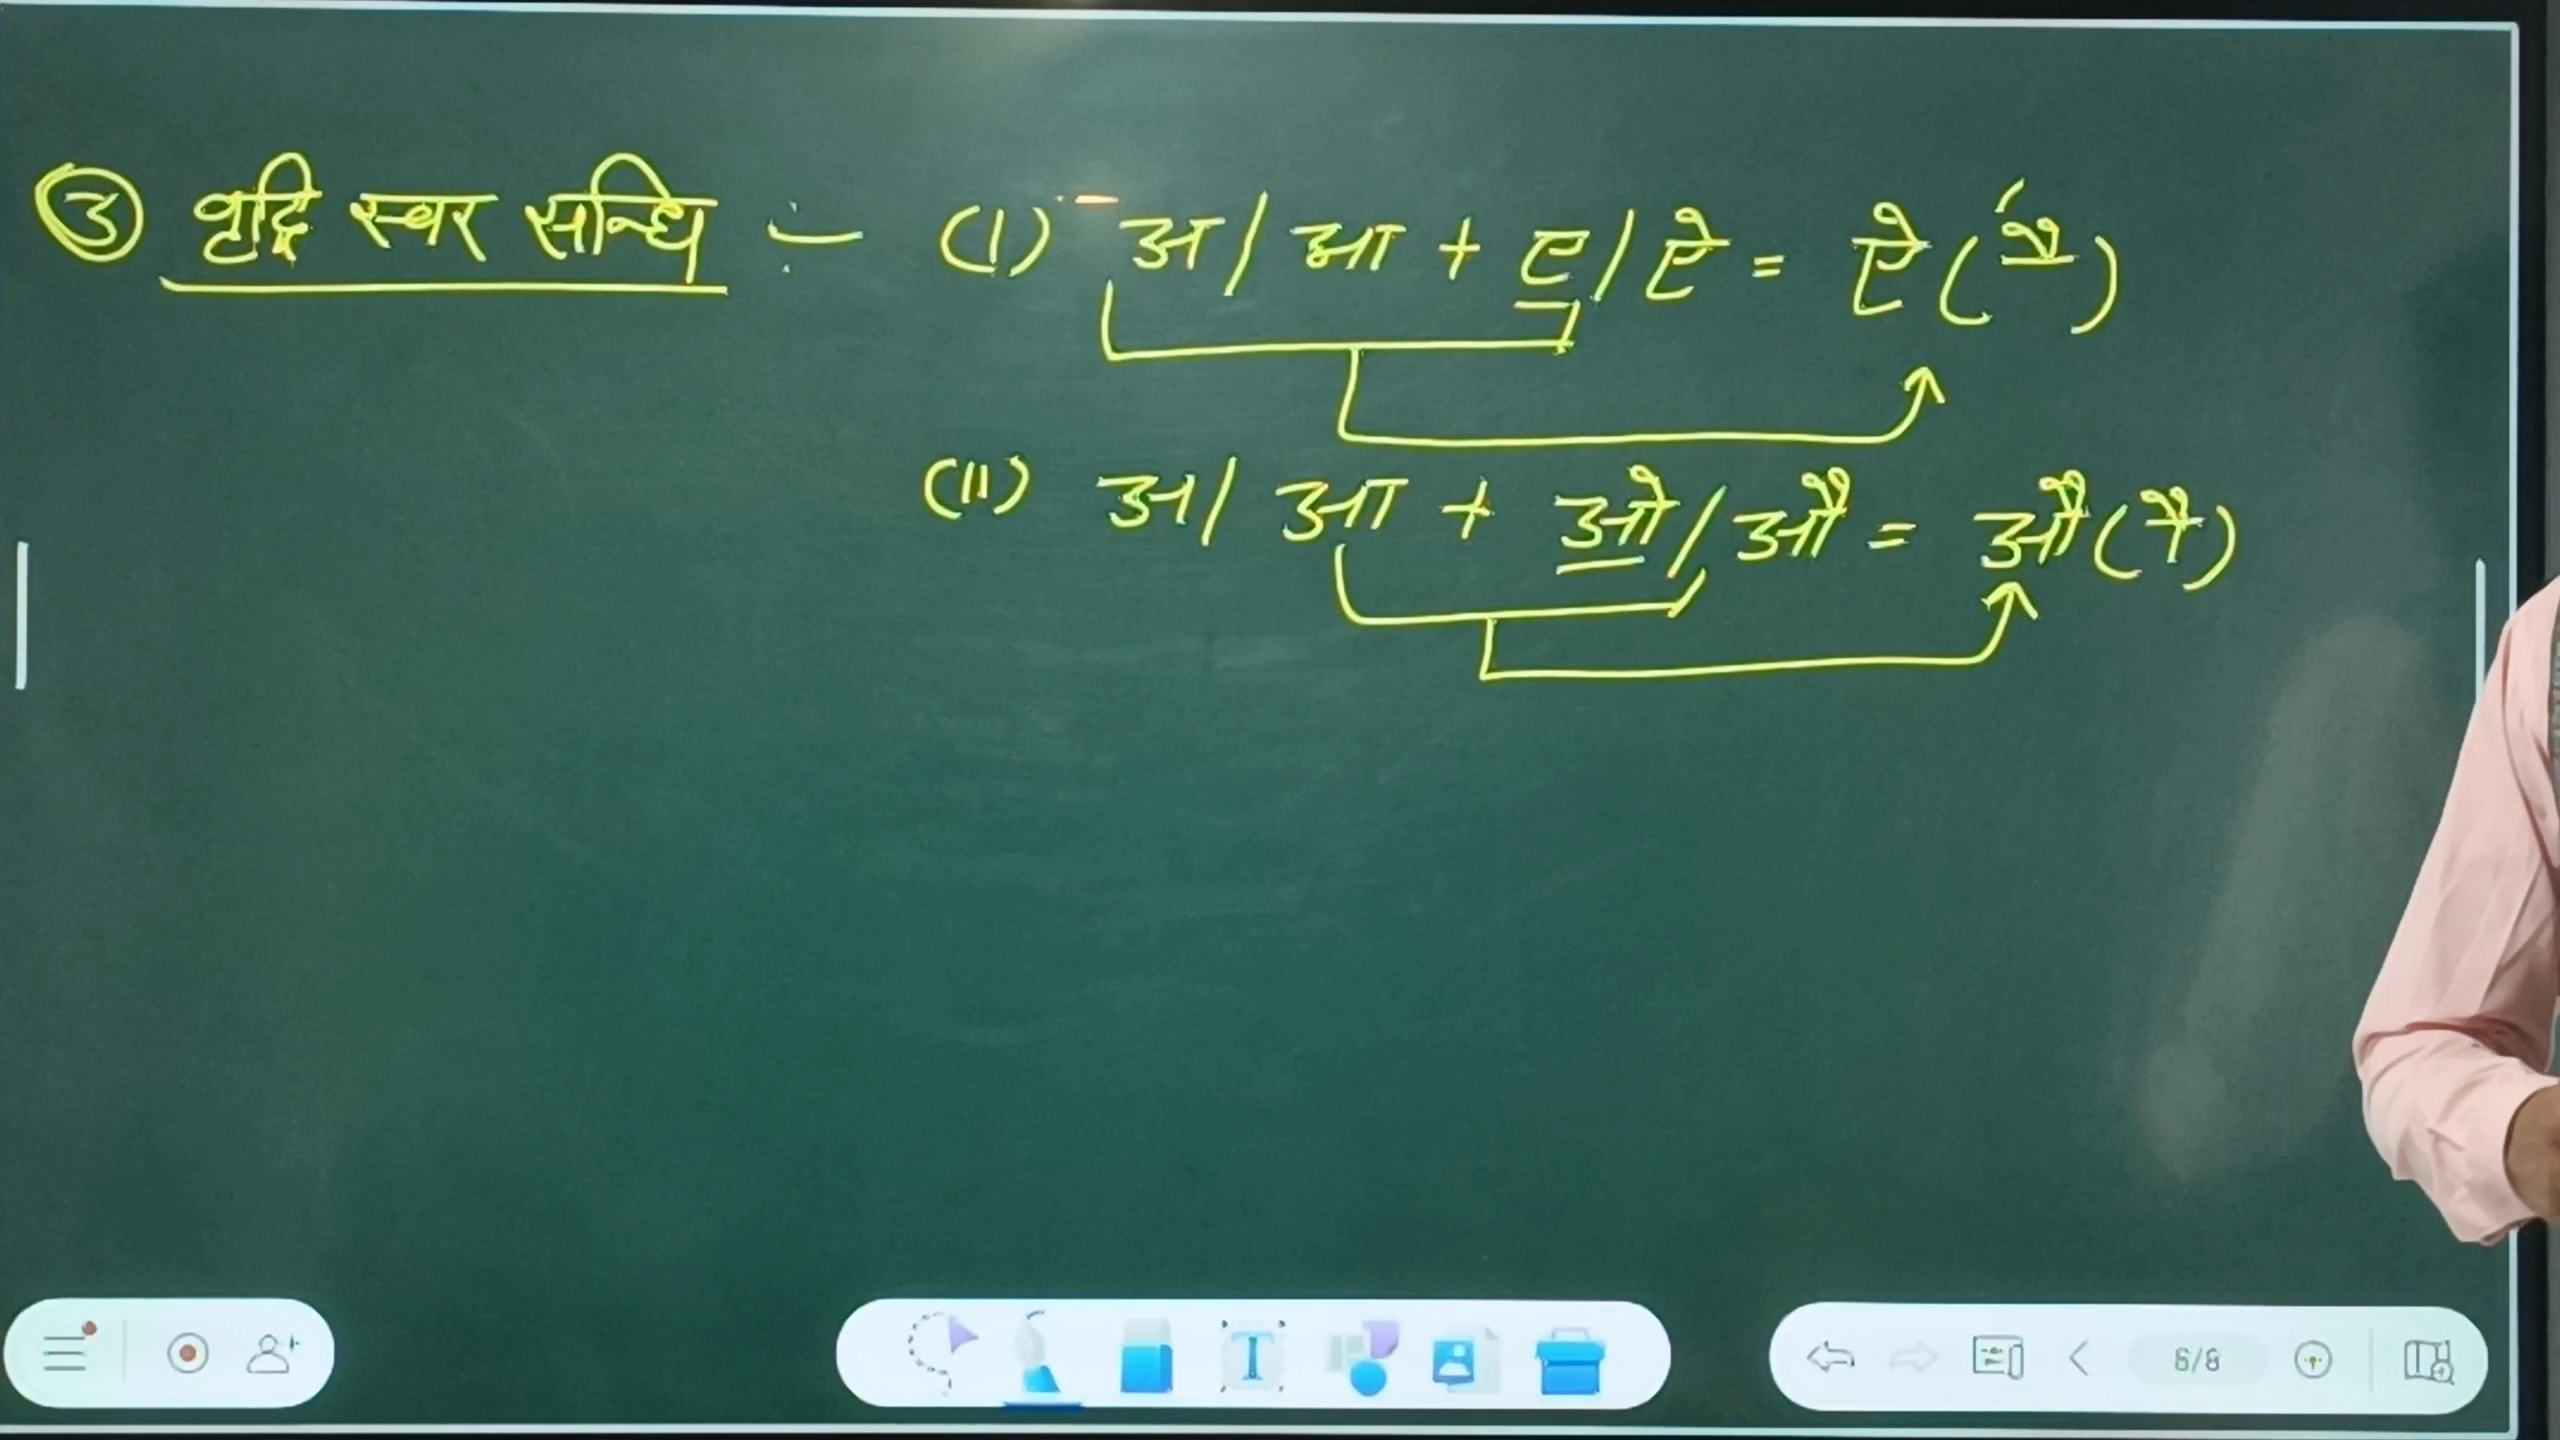 ③ वृद्धि स्वर सन्धि :- (I) अ/आ + ए/ऐ = ऐ(ै)
(II) अ/आ + ओ/औ = औ(ौ)
6/8